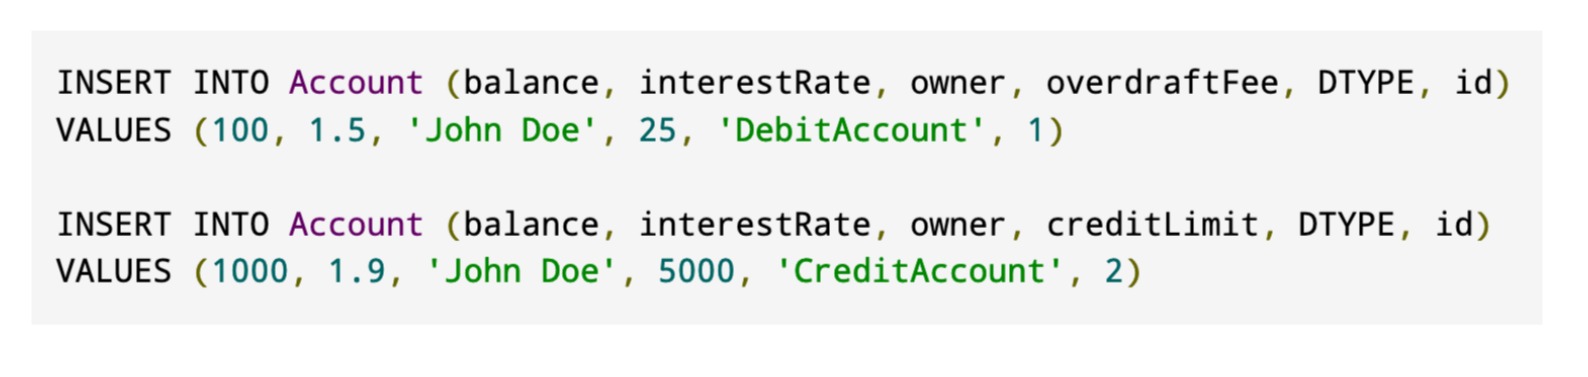 INSERT INTO Account (balance, interestRate, owner, overdraftFee, DTYPE, id)
VALUES (100, 1.5, 'John Doe', 25, 'DebitAccount', 1)
INSERT INTO Account (balance, interestRate, owner, creditLimit, DTYPE, id)
VALUES (1000, 1.9, 'John Doe', 5000, 'CreditAccount', 2)